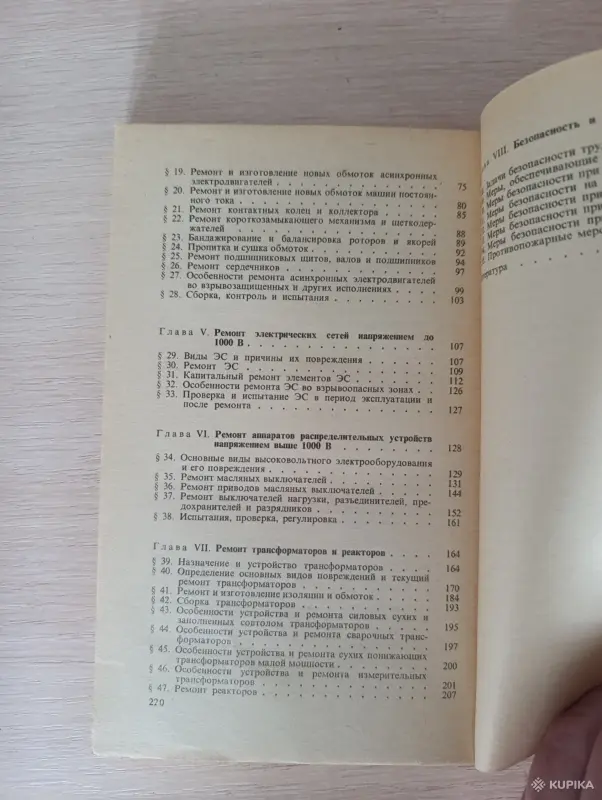 § 19. Ремонт и изготовление новых обмоток асинхронных
электродвигателей . . . . . . . . . . . . 75
§ 20. Ремонт и изготовление новых обмоток машин постоян-
ного тока . . . . . . . . . . . . . . . 80
§ 21. Ремонт контактных колец и коллектора . . . . . . 85
§ 22. Ремонт короткозамыкающего механизма и щеткодер-
жателей . . . . . . . . . . . . . . . . 88
§ 23. Бандажирование и балансировка роторов и якорей 89
§ 24. Пропитка и сушка обмоток . . . . . . . . . . 92
§ 25. Ремонт подшипниковых щитов, валов и подшипников 94
§ 26. Ремонт сердечников . . . . . . . . . . . . 97
§ 27. Особенности ремонта асинхронных электродвигателей
во взрывозащищенных и других исполнениях . . . . 99
§ 28. Сборка, контроль и испытания . . . . . . . . 103
Глава V. Ремонт электрических сетей напряжением до
1000 В . . . . . . . . . . . . . . . . 107
§ 29. Виды ЭС и причины их повреждения . . . . . . 107
§ 30. Ремонт ЭС . . . . . . . . . . . . . . . 109
§ 31. Капитальный ремонт элементов ЭС . . . . . . . 112
§ 32. Особенности ремонта ЭС во взрывоопасных зонах . . 126
§ 33. Проверка и испытание ЭС в период эксплуатации и
после ремонта . . . . . . . . . . . . . . 127
Глава VI. Ремонт аппаратов распределительных устройств
напряжением выше 1000 В . . . . . . . . . . 128
§ 34. Основные виды высоковольтного электрооборудования
и его повреждения . . . . . . . . . . . . 129
§ 35. Ремонт масляных выключателей . . . . . . . . 131
§ 36. Ремонт приводов масляных выключателей . . . . . 144
§ 37. Ремонт выключателей нагрузки, разъединителей, пре-
дохранителей и разрядников . . . . . . . . . 152
§ 38. Испытания, проверка, регулировка . . . . . . . 161
Глава VII. Ремонт трансформаторов и реакторов . . . . 164
§ 39. Назначение и устройство трансформаторов . . . . 164
§ 40. Определение основных видов повреждений и текущий
ремонт трансформаторов . . . . . . . . . . 170
§ 41. Ремонт и изготовление изоляции и обмоток . . . . 184
§ 42. Сборка трансформаторов . . . . . . . . . . 193
§ 43. Особенности устройства и ремонта силовых сухих и
заполненных совтолом трансформаторов . . . . . 195
§ 44. Особенности устройства и ремонта сварочных транс-
форматоров . . . . . . . . . . . . . . . 197
§ 45. Особенности устройства и ремонта сухих понижающих
трансформаторов малой мощности . . . . . . . 200
§ 46. Особенности устройства и ремонта измерительных
трансформаторов . . . . . . . . . . . . . 201
§ 47. Ремонт реакторов . . . . . . . . . . . . . 207
270
VIII. Безопасность и
Задачи безопасности тру
Меры, обеспечивающие
Меры безопасности при
Меры безопасности на
Меры безопасности при
Меры безопасности при
Меры безопасности при
Противопожарные мер
KUPIKA